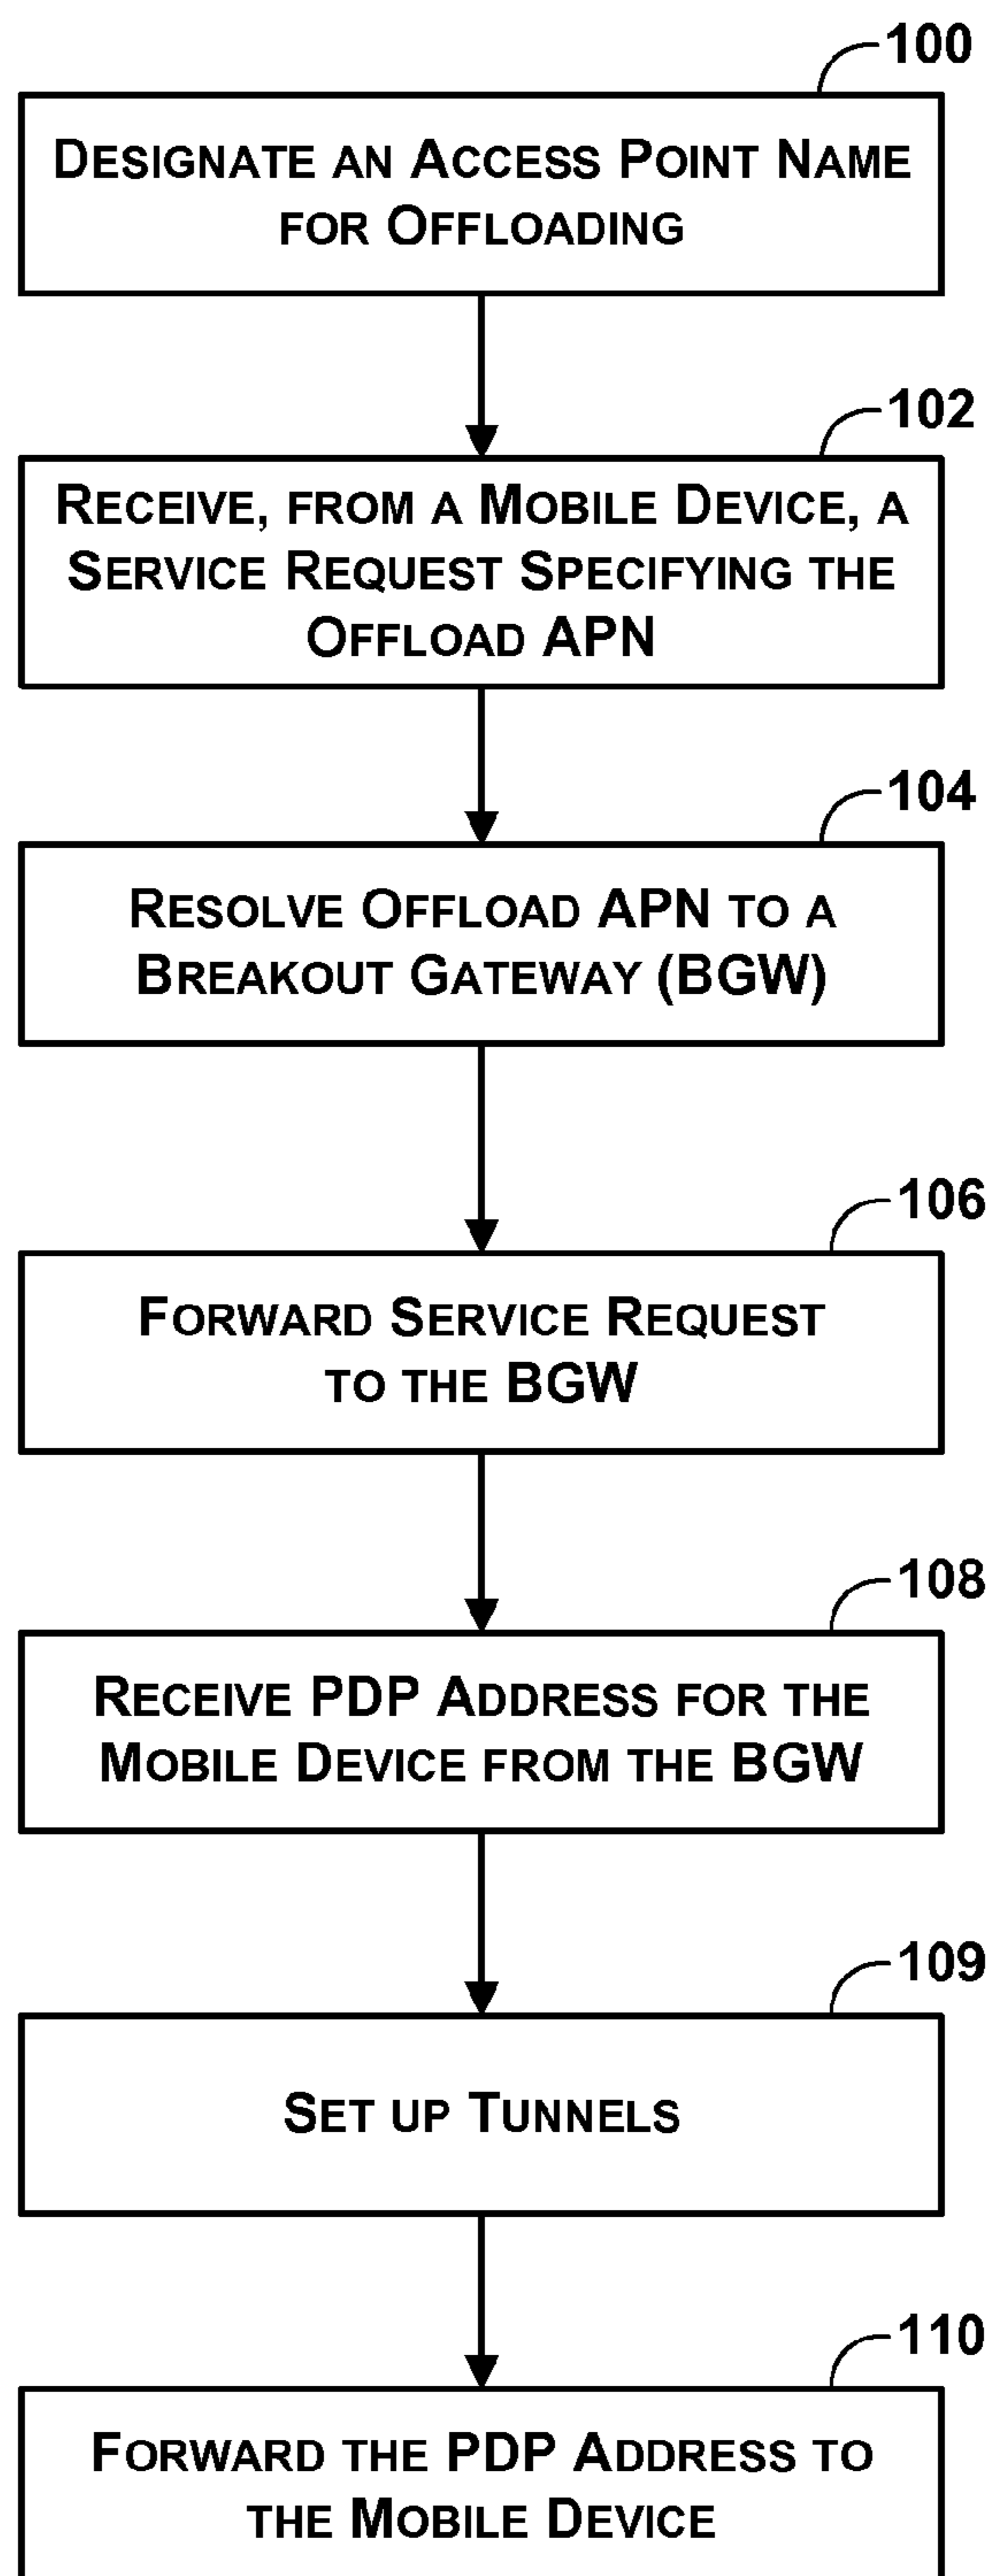 100
DESIGNATE AN ACCESS POINT NAME
FOR OFFLOADING
102
RECEIVE, FROM A MOBILE DEVICE, A
SERVICE REQUEST SPECIFYING THE
OFFLOAD APN
104
RESOLVE OFFLOAD APN TO A
BREAKOUT GATEWAY (BGW)
106
FORWARD SERVICE REQUEST
TO THE BGW
108
RECEIVE PDP ADDRESS FOR THE
MOBILE DEVICE FROM THE BGW
109
SET UP TUNNELS
110
FORWARD THE PDP ADDRESS TO
THE MOBILE DEVICE